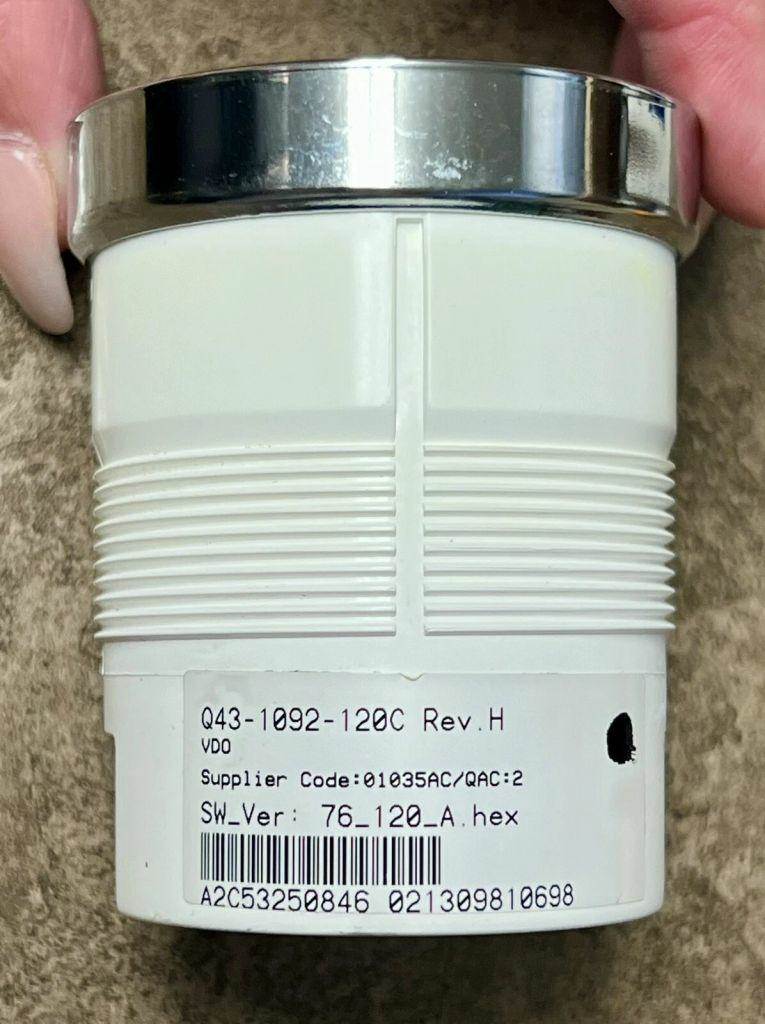 Q43-1092-120C Rev.H
VDO
Supplier Code:01035AC/QAC:2
SW_Ver: 76_120_A.hex
A2C53250846 021309810698